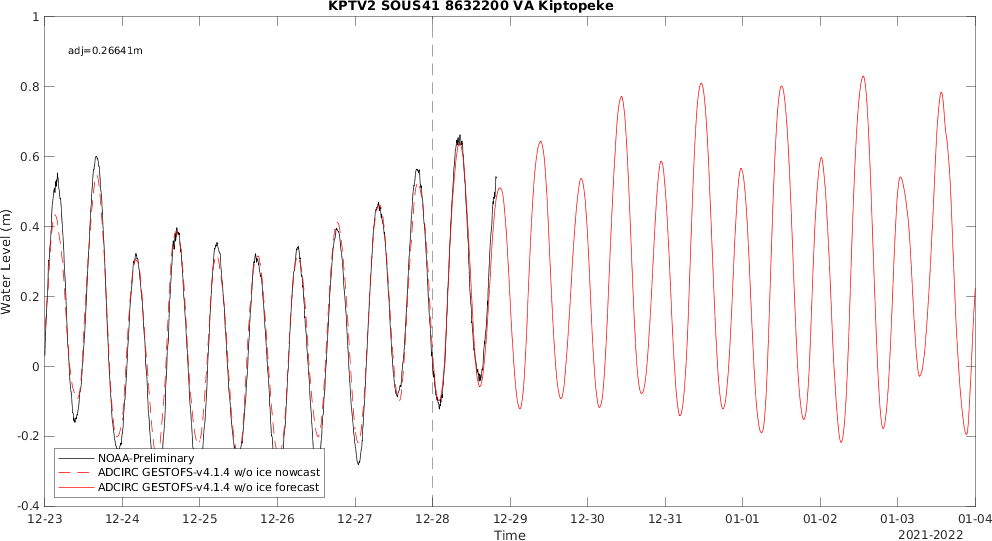 KPTV2 SOUS41 8632200 VA Kiptopeke
adj=0.26641m
1
0.8
0.6
0.4
0.2
0
-0.2
-0.4
Water Level (m)
NOAA-Preliminary
ADCIRC GESTOFS-v4.1.4 w/o ice nowcast
ADCIRC GESTOFS-v4.1.4 w/o ice forecast
12-23 12-24 12-25 12-26 12-27 12-28 12-29 12-30 12-31 01-01 01-02 01-03 01-04
Time
2021-2022